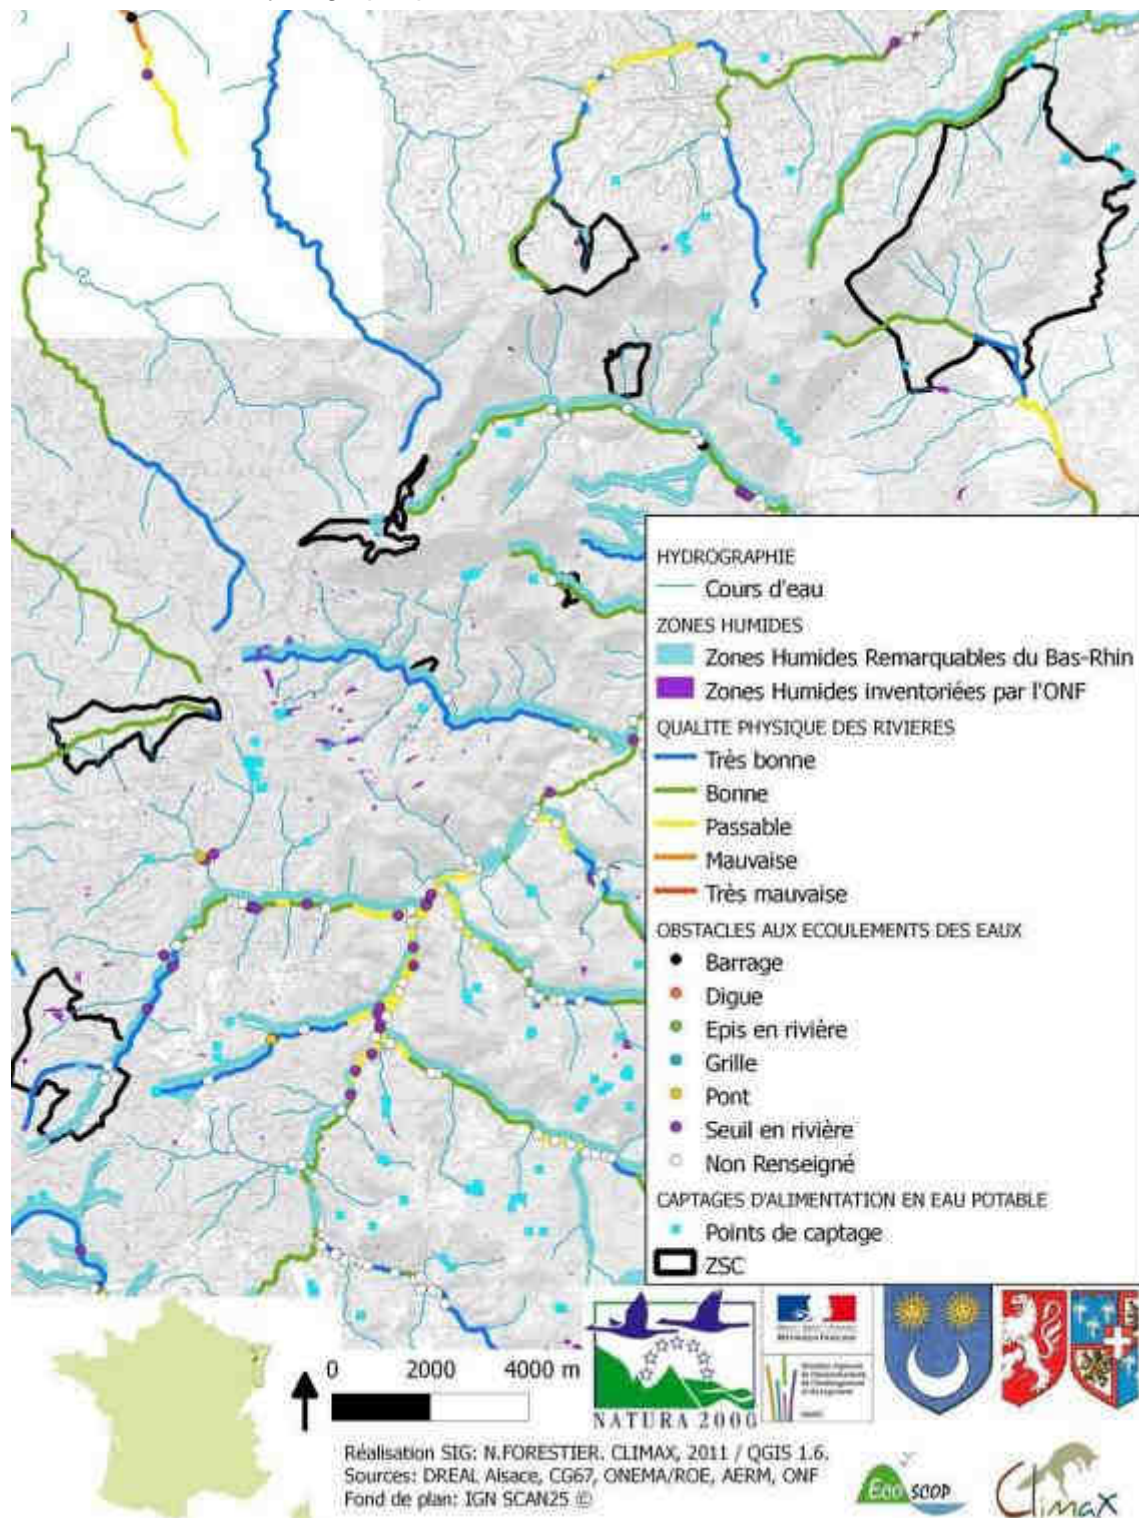 HYDROGRAPHIE
Cours d'eau
ZONES HUMIDES
Zones Humides Remarquables du Bas-Rhin
Zones Humides inventoriées par l'ONF
QUALITE PHYSIQUE DES RIVIERES
Très bonne
Bonne
Passable
Mauvaise
Très mauvaise
OBSTACLES AUX ECOULEMENTS DES EAUX
Barrage
Digue
Epis en rivière
Grille
Pont
Seuil en rivière
Non Renseigné
CAPTAGES D'ALIMENTATION EN EAU POTABLE
Points de captage
ZSC
0 2000 4000 m
NATURA 2000
RÉPUBLIQUE FRANÇAISE
Réalisation SIG: N.FORESTIER. CLIMAX, 2011 / QGIS 1.6.
Sources: DREAL Alsace, CG67, ONEMA/ROE, AERM, ONF
Fond de plan: IGN SCAN25 ©
ECO SCOP
Climax